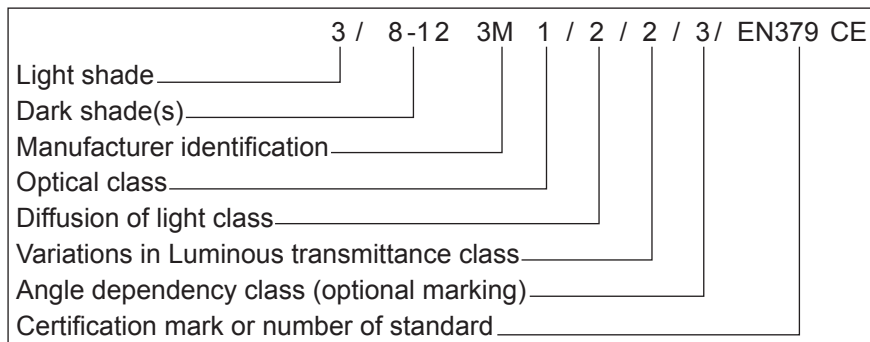 3 / 8-12 3M 1 / 2 / 2 / 3 / EN379 CE
Light shade
Dark shade(s)
Manufacturer identification
Optical class
Diffusion of light class
Variations in Luminous transmittance class
Angle dependency class (optional marking)
Certification mark or number of standard